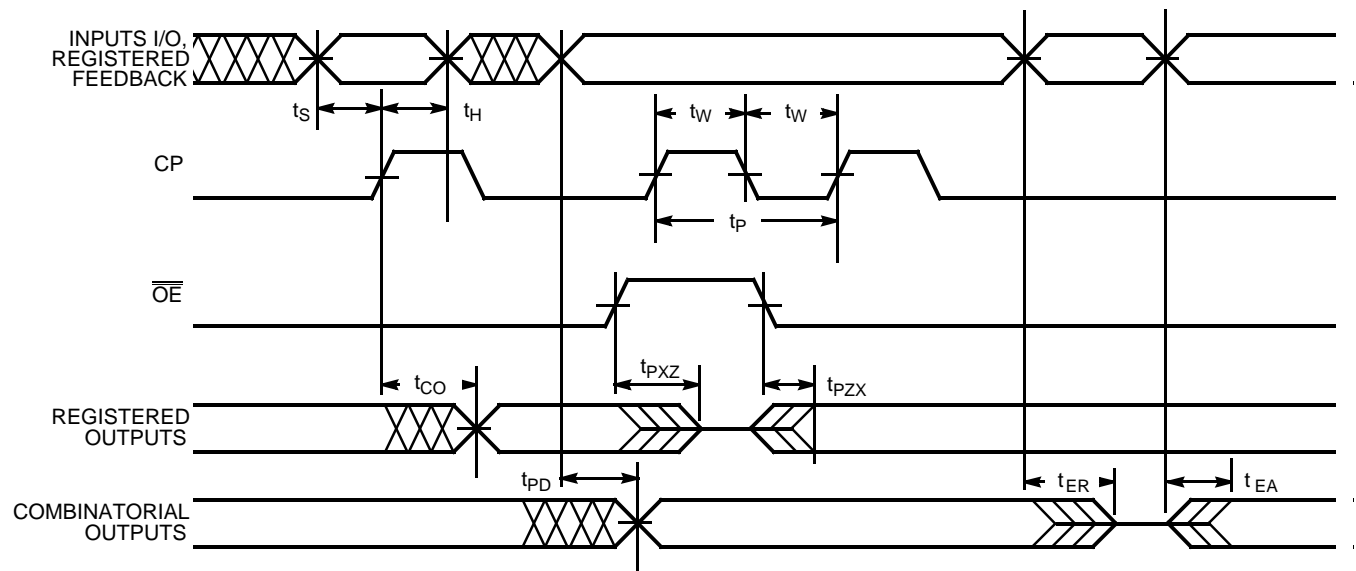 INPUTS I/O,
REGISTERED
FEEDBACK
tS
tH
tW
tW
CP
tP
OE
tCO
tPXZ
tPZX
REGISTERED
OUTPUTS
tPD
tER
tEA
COMBINATORIAL
OUTPUTS